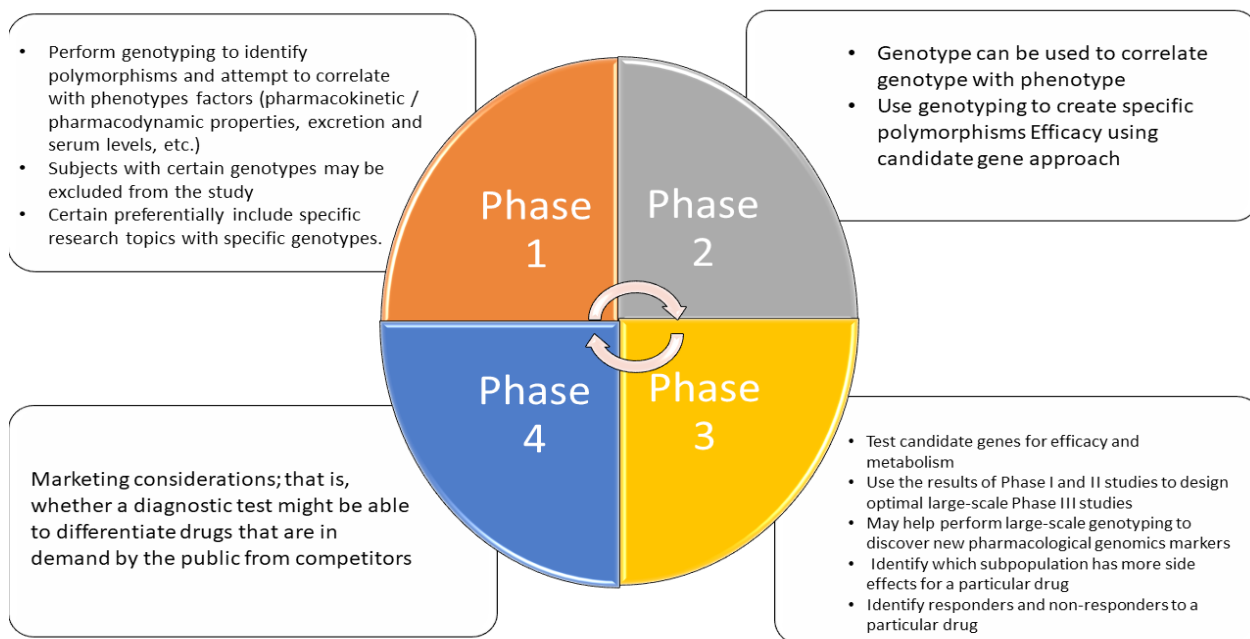 • Perform genotyping to identify
polymorphisms and attempt to correlate
with phenotypes factors (pharmacokinetic /
pharmacodynamic properties, excretion and
serum levels, etc.)
• Subjects with certain genotypes may be
excluded from the study
• Certain preferentially include specific
research topics with specific genotypes.
• Genotype can be used to correlate
genotype with phenotype
• Use genotyping to create specific
polymorphisms Efficacy using
candidate gene approach
Phase
1
Phase
2
Phase
4
Phase
3
Marketing considerations; that is,
whether a diagnostic test might be able
to differentiate drugs that are in
demand by the public from competitors
• Test candidate genes for efficacy and
metabolism
• Use the results of Phase I and II studies to design
optimal large-scale Phase III studies
• May help perform large-scale genotyping to
discover new pharmacological genomics markers
• Identify which subpopulation has more side
effects for a particular drug
• Identify responders and non-responders to a
particular drug